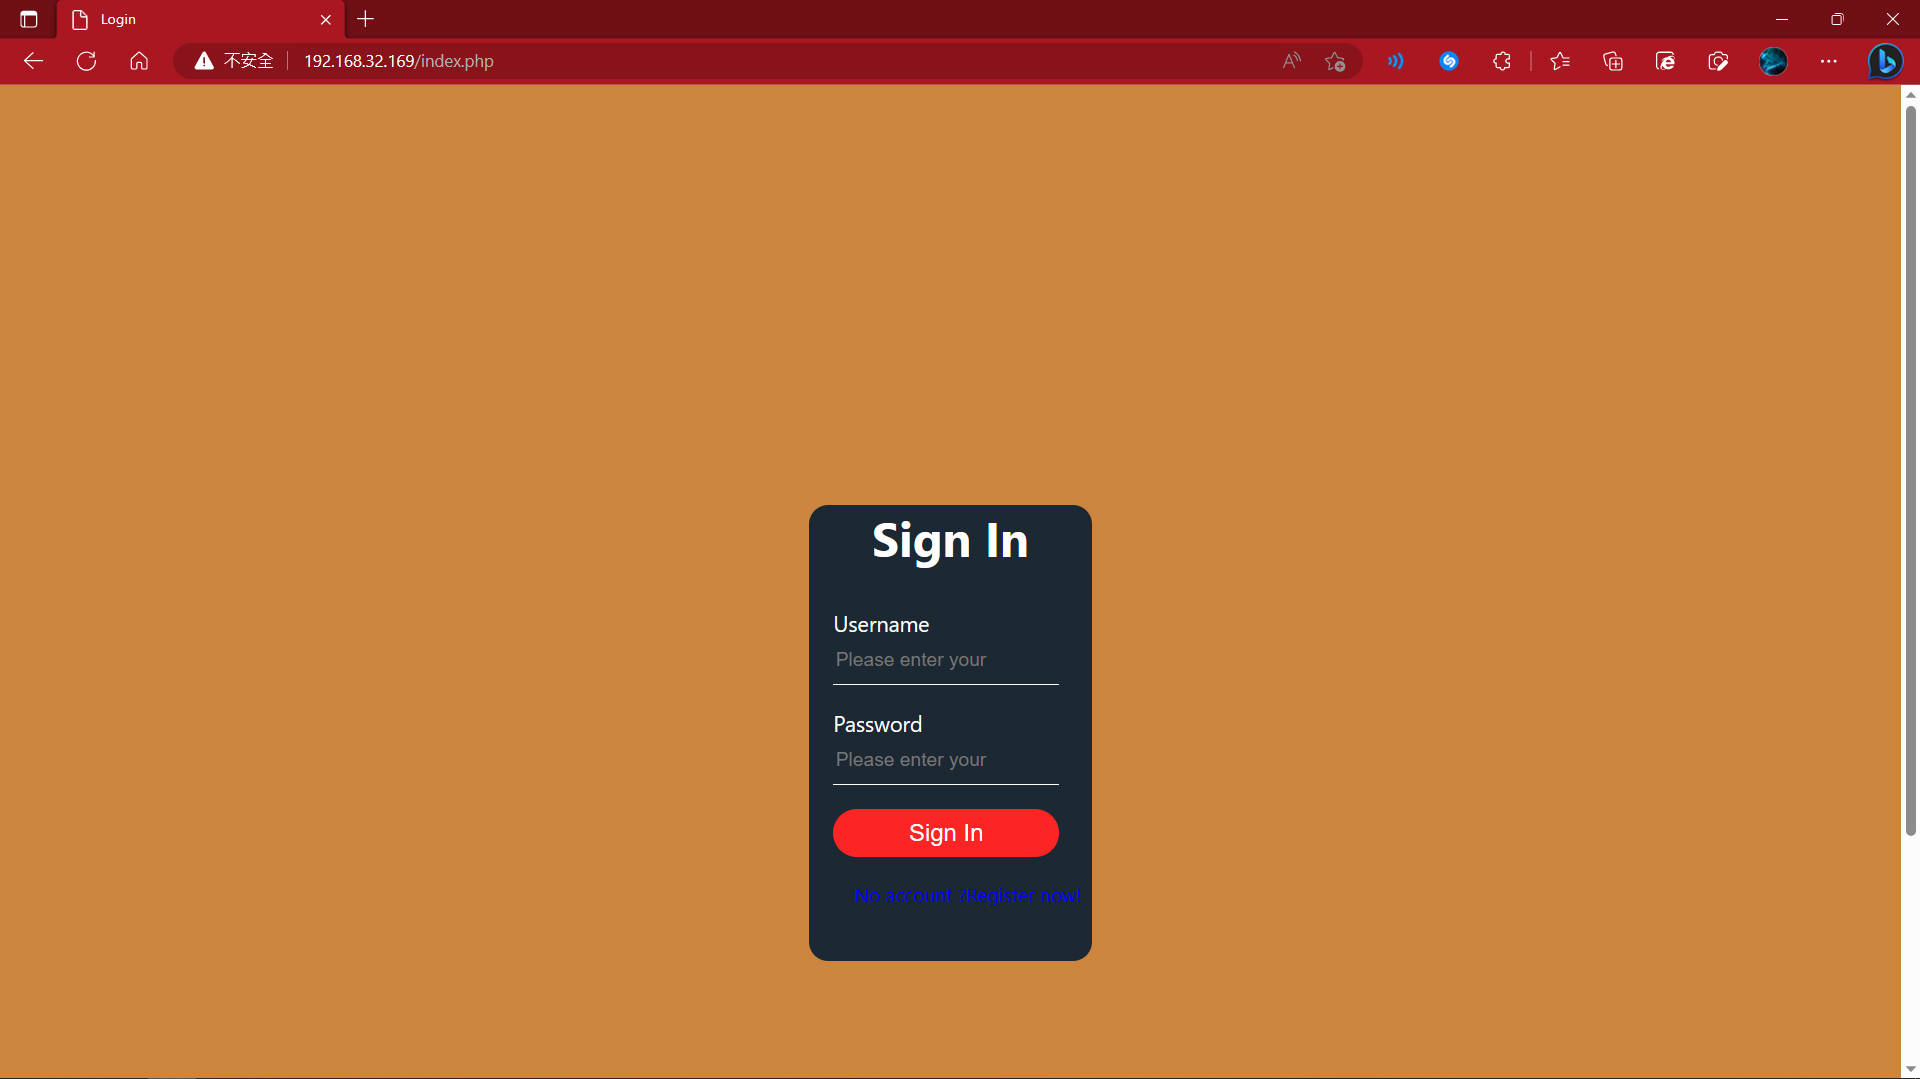 Login
不安全 192.168.32.169/index.php
Sign In
Username
Please enter your
Password
Please enter your
Sign In
No account ?Register now!